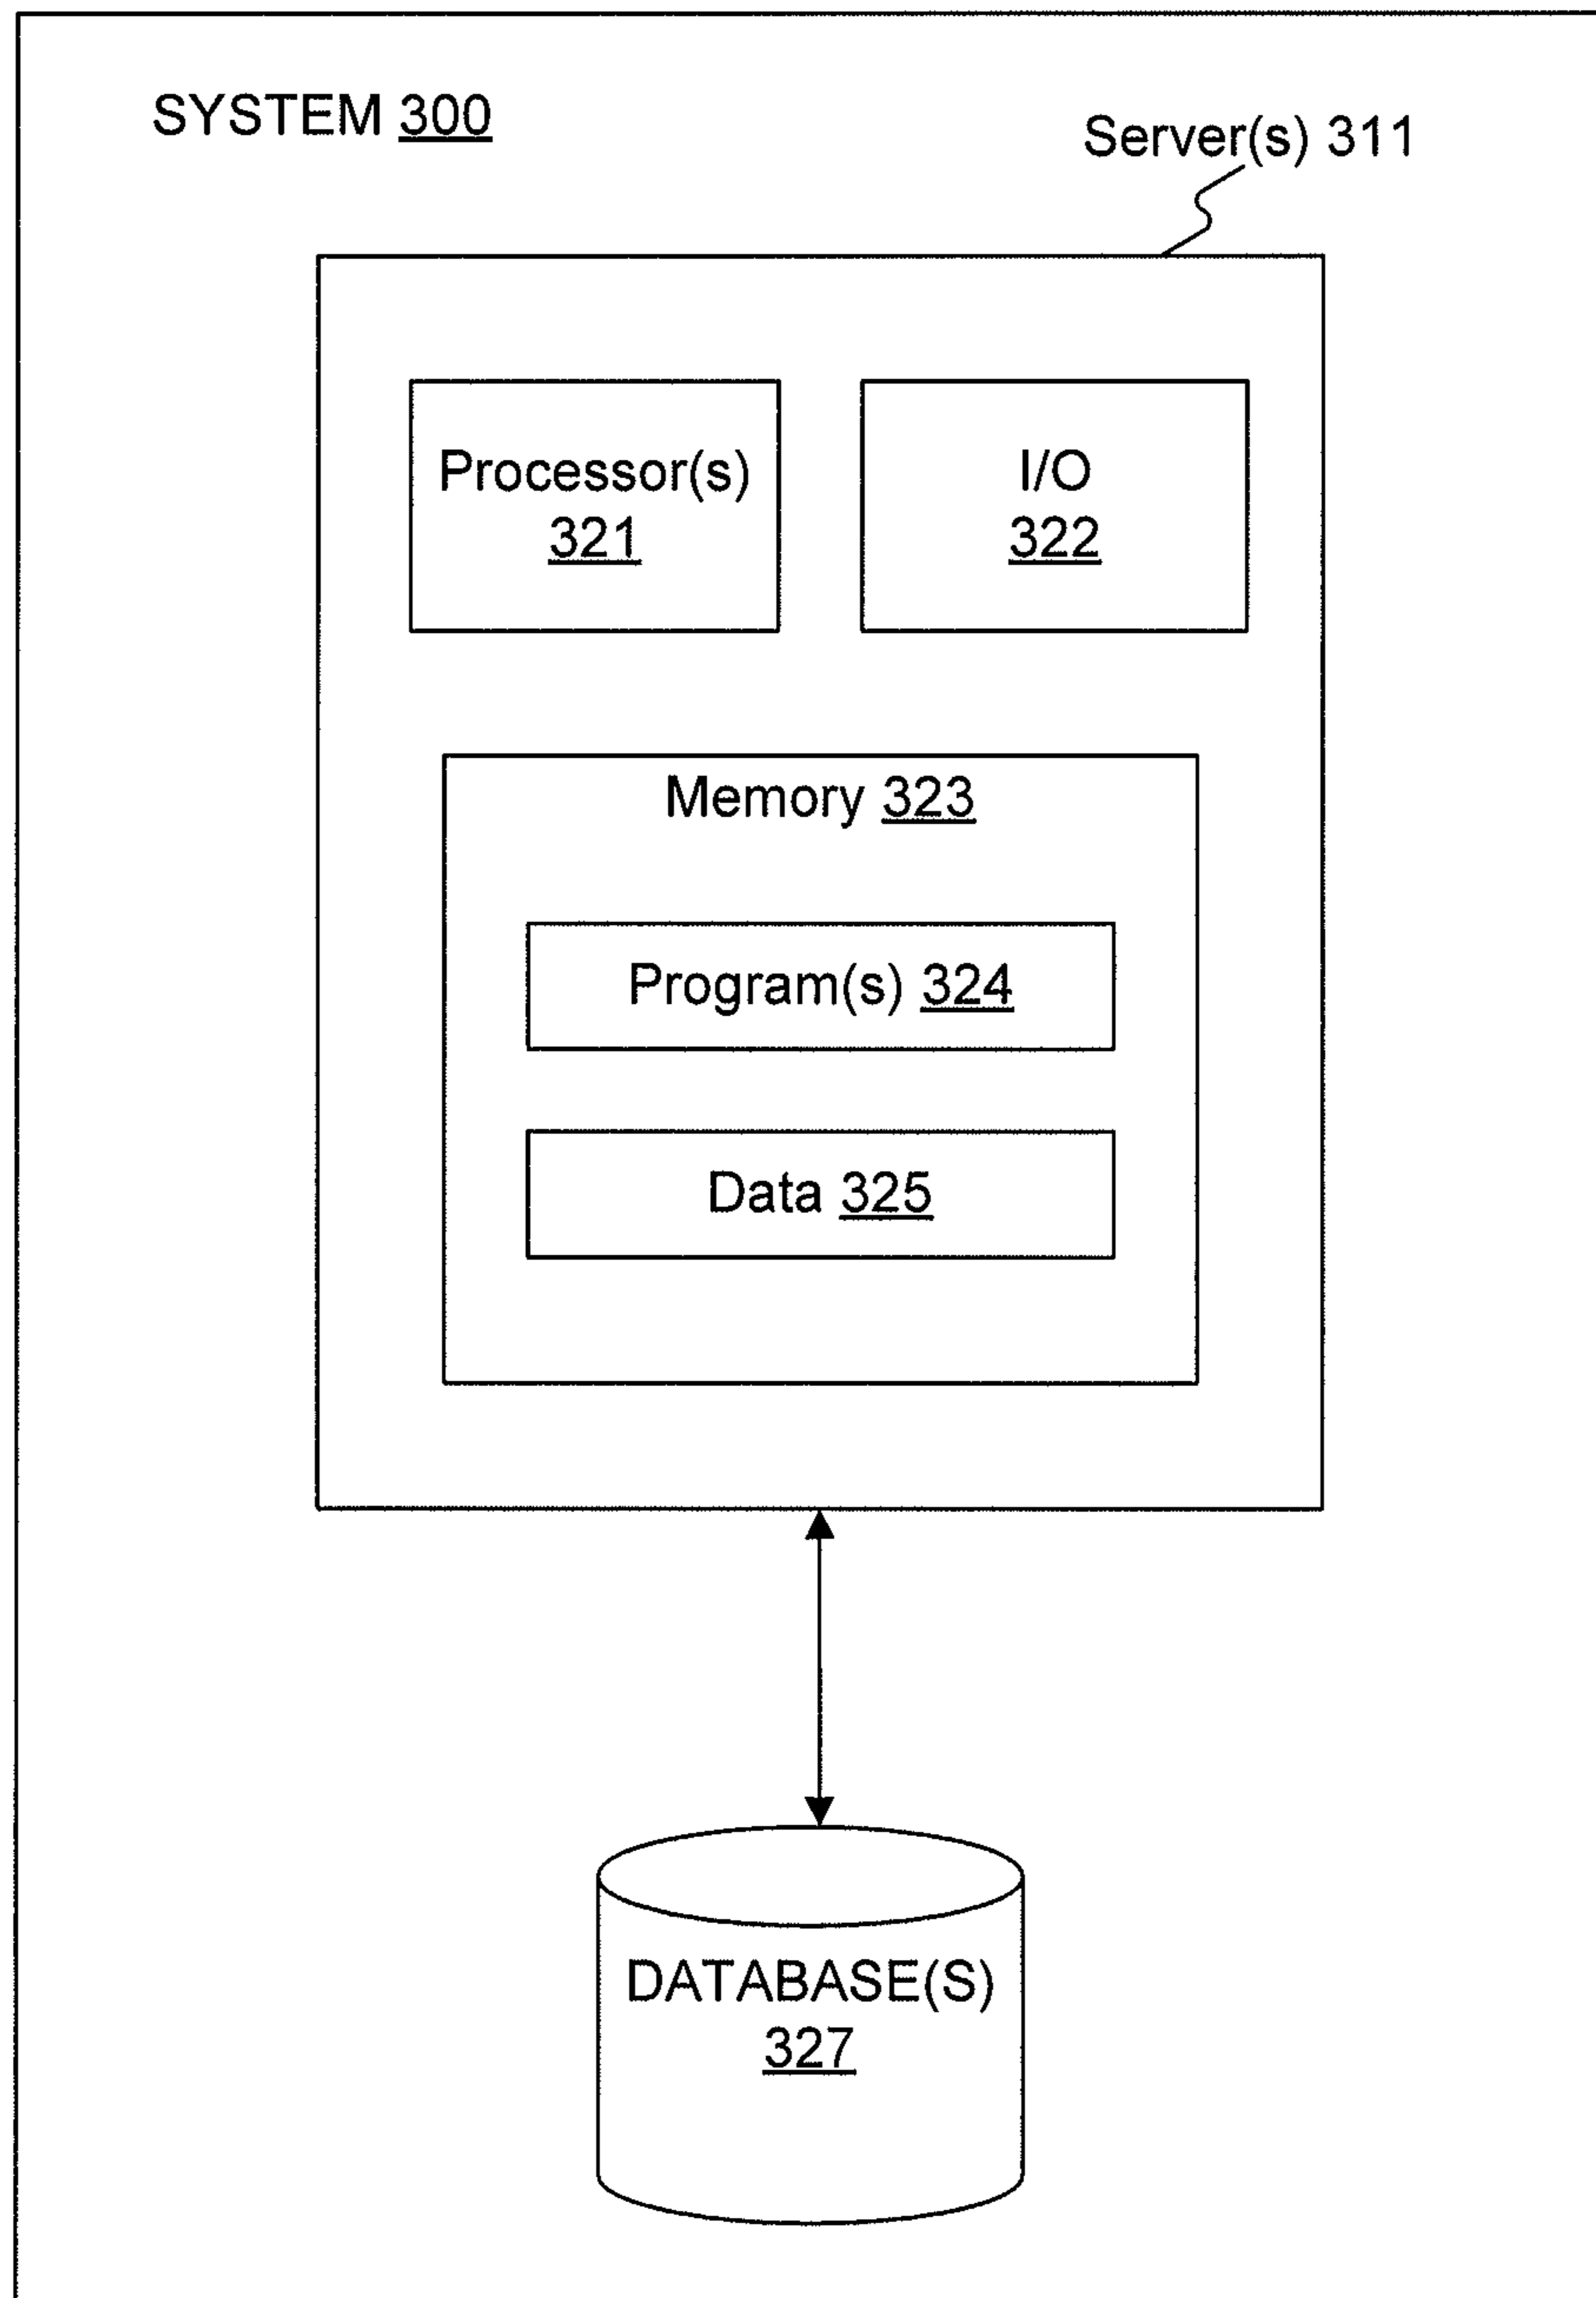 SYSTEM 300
Server(s) 311
Processor(s)
321
I/O
322
Memory 323
Program(s) 324
Data 325
DATABASE(S)
327